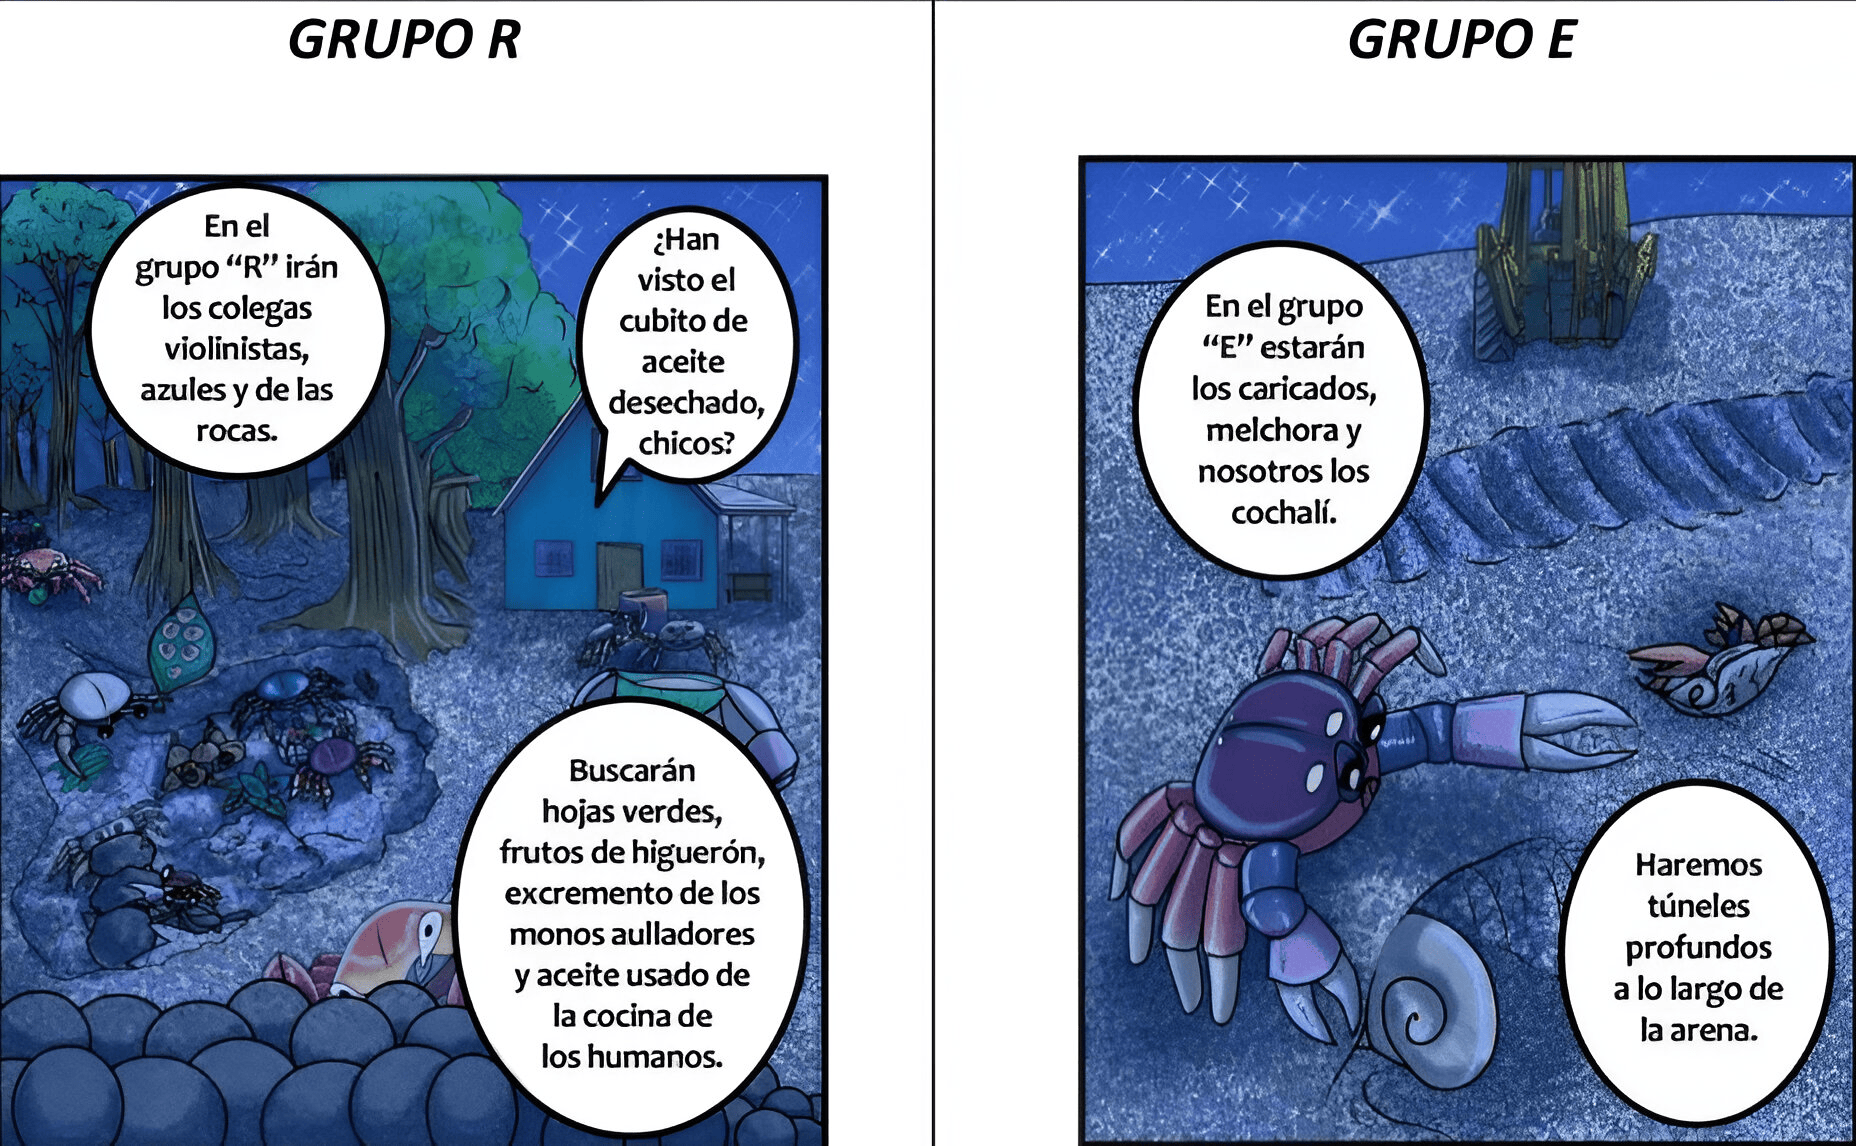 GRUPO R
En el
grupo “R” irán
los colegas
violinistas,
azules y de las
rocas.
¿Han
visto el
cubito de
aceite
desechado,
chicos?
Buscarán
hojas verdes,
frutos de higuerón,
excremento de los
monos aulladores
y aceite usado de
la cocina de
los humanos.
GRUPO E
En el grupo
“E” estarán
los caricados,
melchora y
nosotros los
cochalí.
Haremos
túneles
profundos
a lo largo de
la arena.